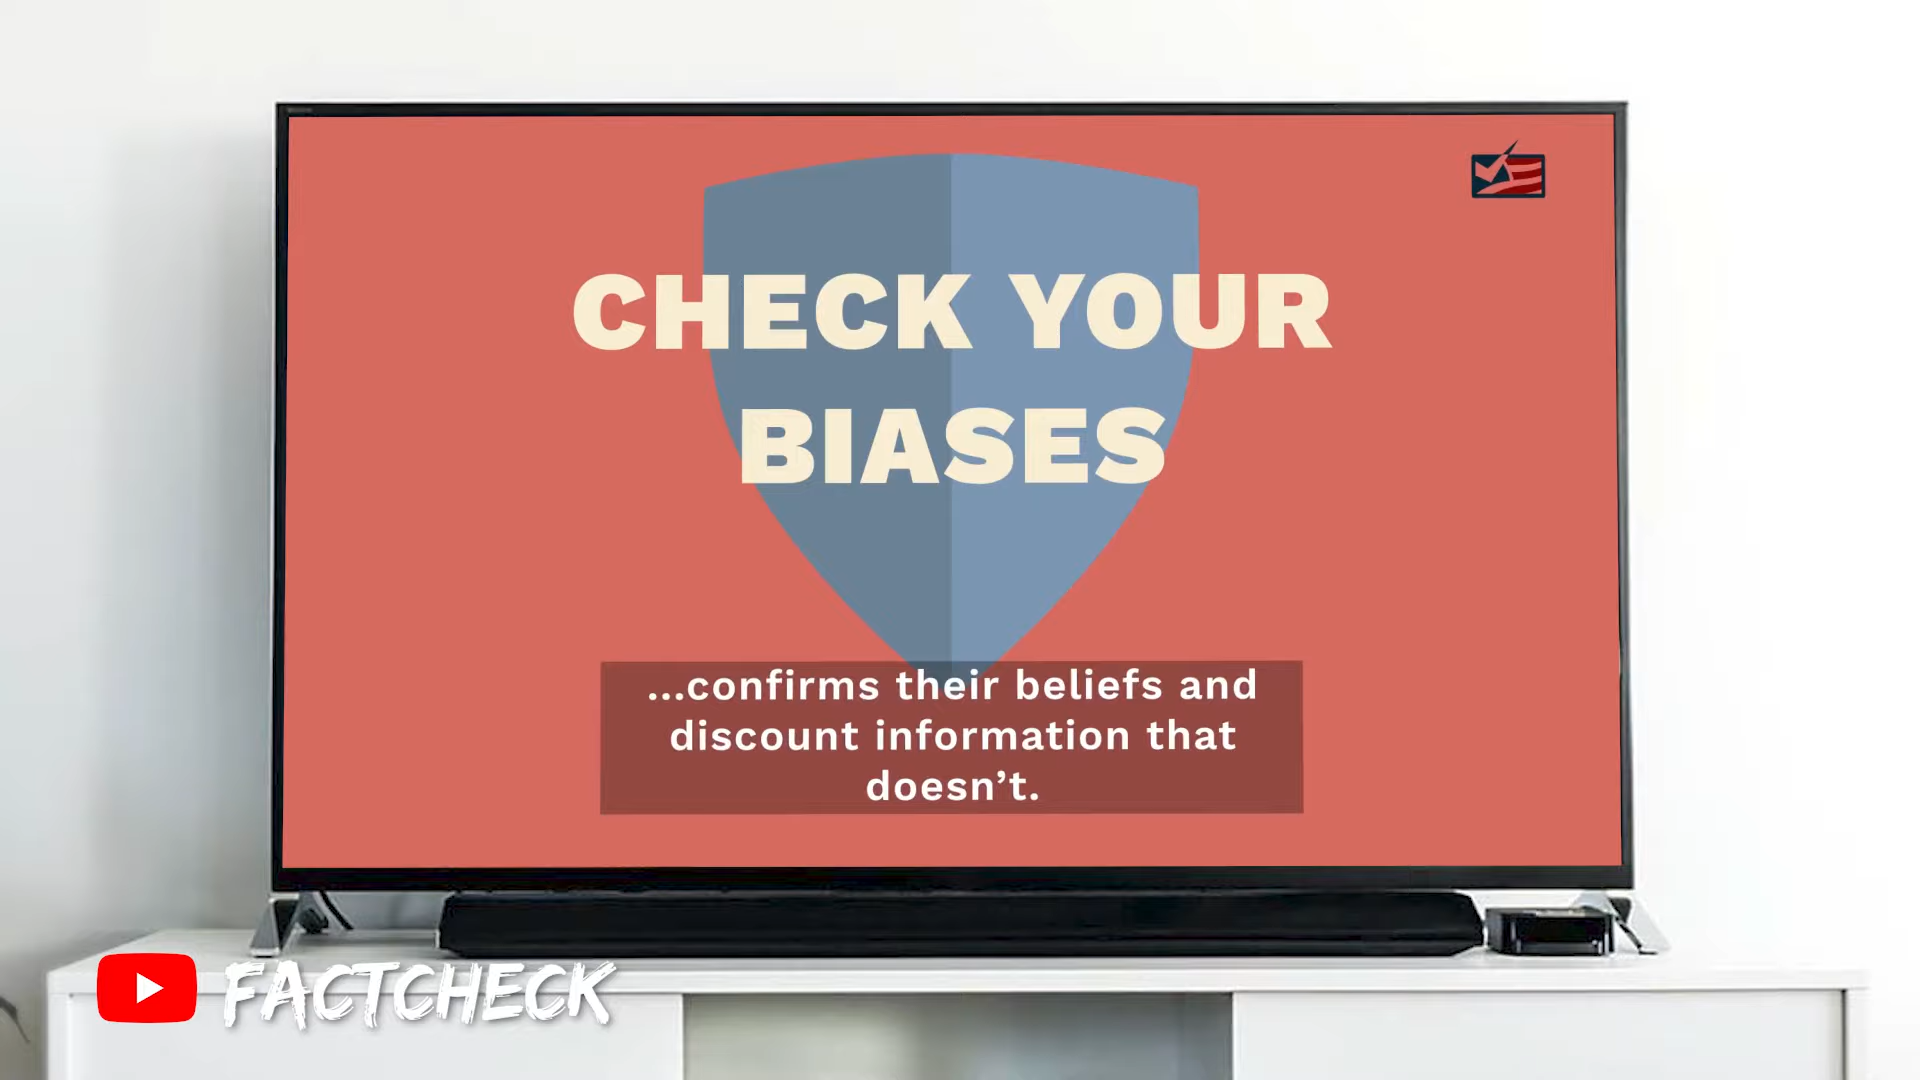 CHECK YOUR
BIASES
...confirms their beliefs and
discount information that
doesn’t.
FACTCHECK